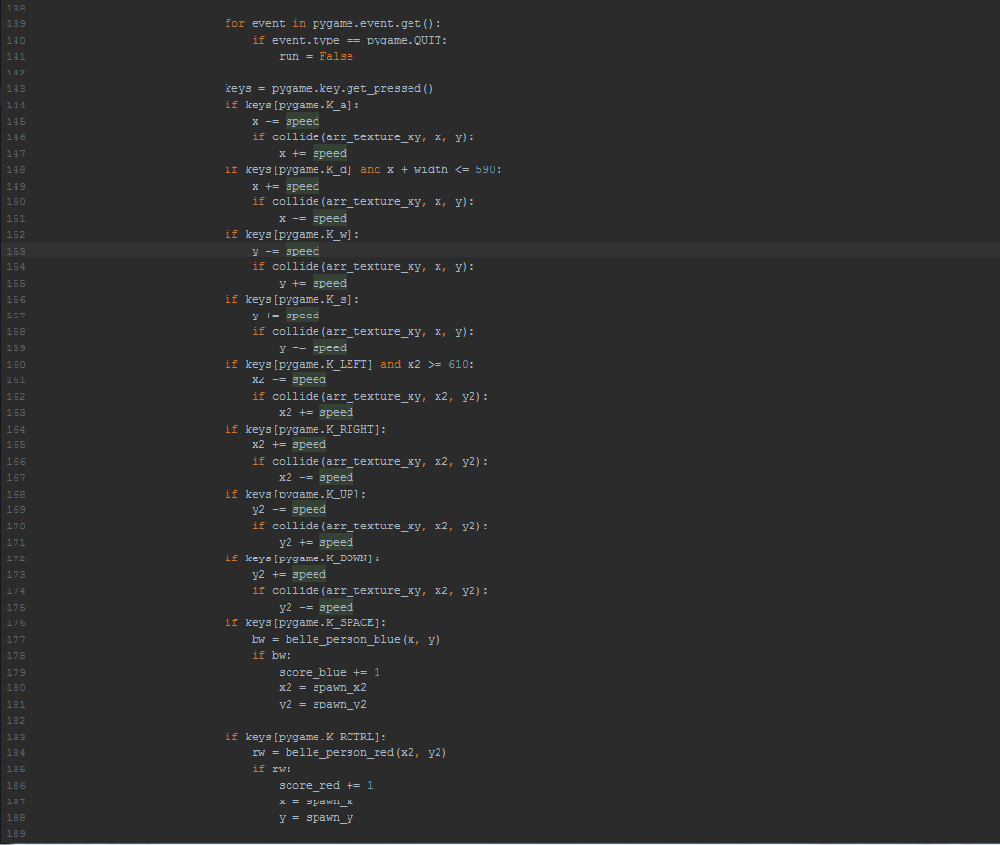 138
139 for event in pygame.event.get():
140 if event.type == pygame.QUIT:
141 run = False
142
143 keys = pygame.key.get_pressed()
144 if keys[pygame.K_a]:
145 x -= speed
146 if collide(arr_texture_xy, x, y):
147 x += speed
148 if keys[pygame.K_d] and x + width <= 590:
149 x += speed
150 if collide(arr_texture_xy, x, y):
151 x -= speed
152 if keys[pygame.K_w]:
153 y -= speed
154 if collide(arr_texture_xy, x, y):
155 y += speed
156 if keys[pygame.K_s]:
157 y += speed
158 if collide(arr_texture_xy, x, y):
159 y -= speed
160 if keys[pygame.K_LEFT] and x2 >= 610:
161 x2 -= speed
162 if collide(arr_texture_xy, x2, y2):
163 x2 += speed
164 if keys[pygame.K_RIGHT]:
165 x2 += speed
166 if collide(arr_texture_xy, x2, y2):
167 x2 -= speed
168 if keys[pygame.K_UP]:
169 y2 -= speed
170 if collide(arr_texture_xy, x2, y2):
171 y2 += speed
172 if keys[pygame.K_DOWN]:
173 y2 += speed
174 if collide(arr_texture_xy, x2, y2):
175 y2 -= speed
176 if keys[pygame.K_SPACE]:
177 bw = belle_person_blue(x, y)
178 if bw:
179 score_blue += 1
180 x2 = spawn_x2
181 y2 = spawn_y2
182
183 if keys[pygame.K_RCTRL]:
184 rw = belle_person_red(x2, y2)
185 if rw:
186 score_red += 1
187 x = spawn_x
188 y = spawn_y
189